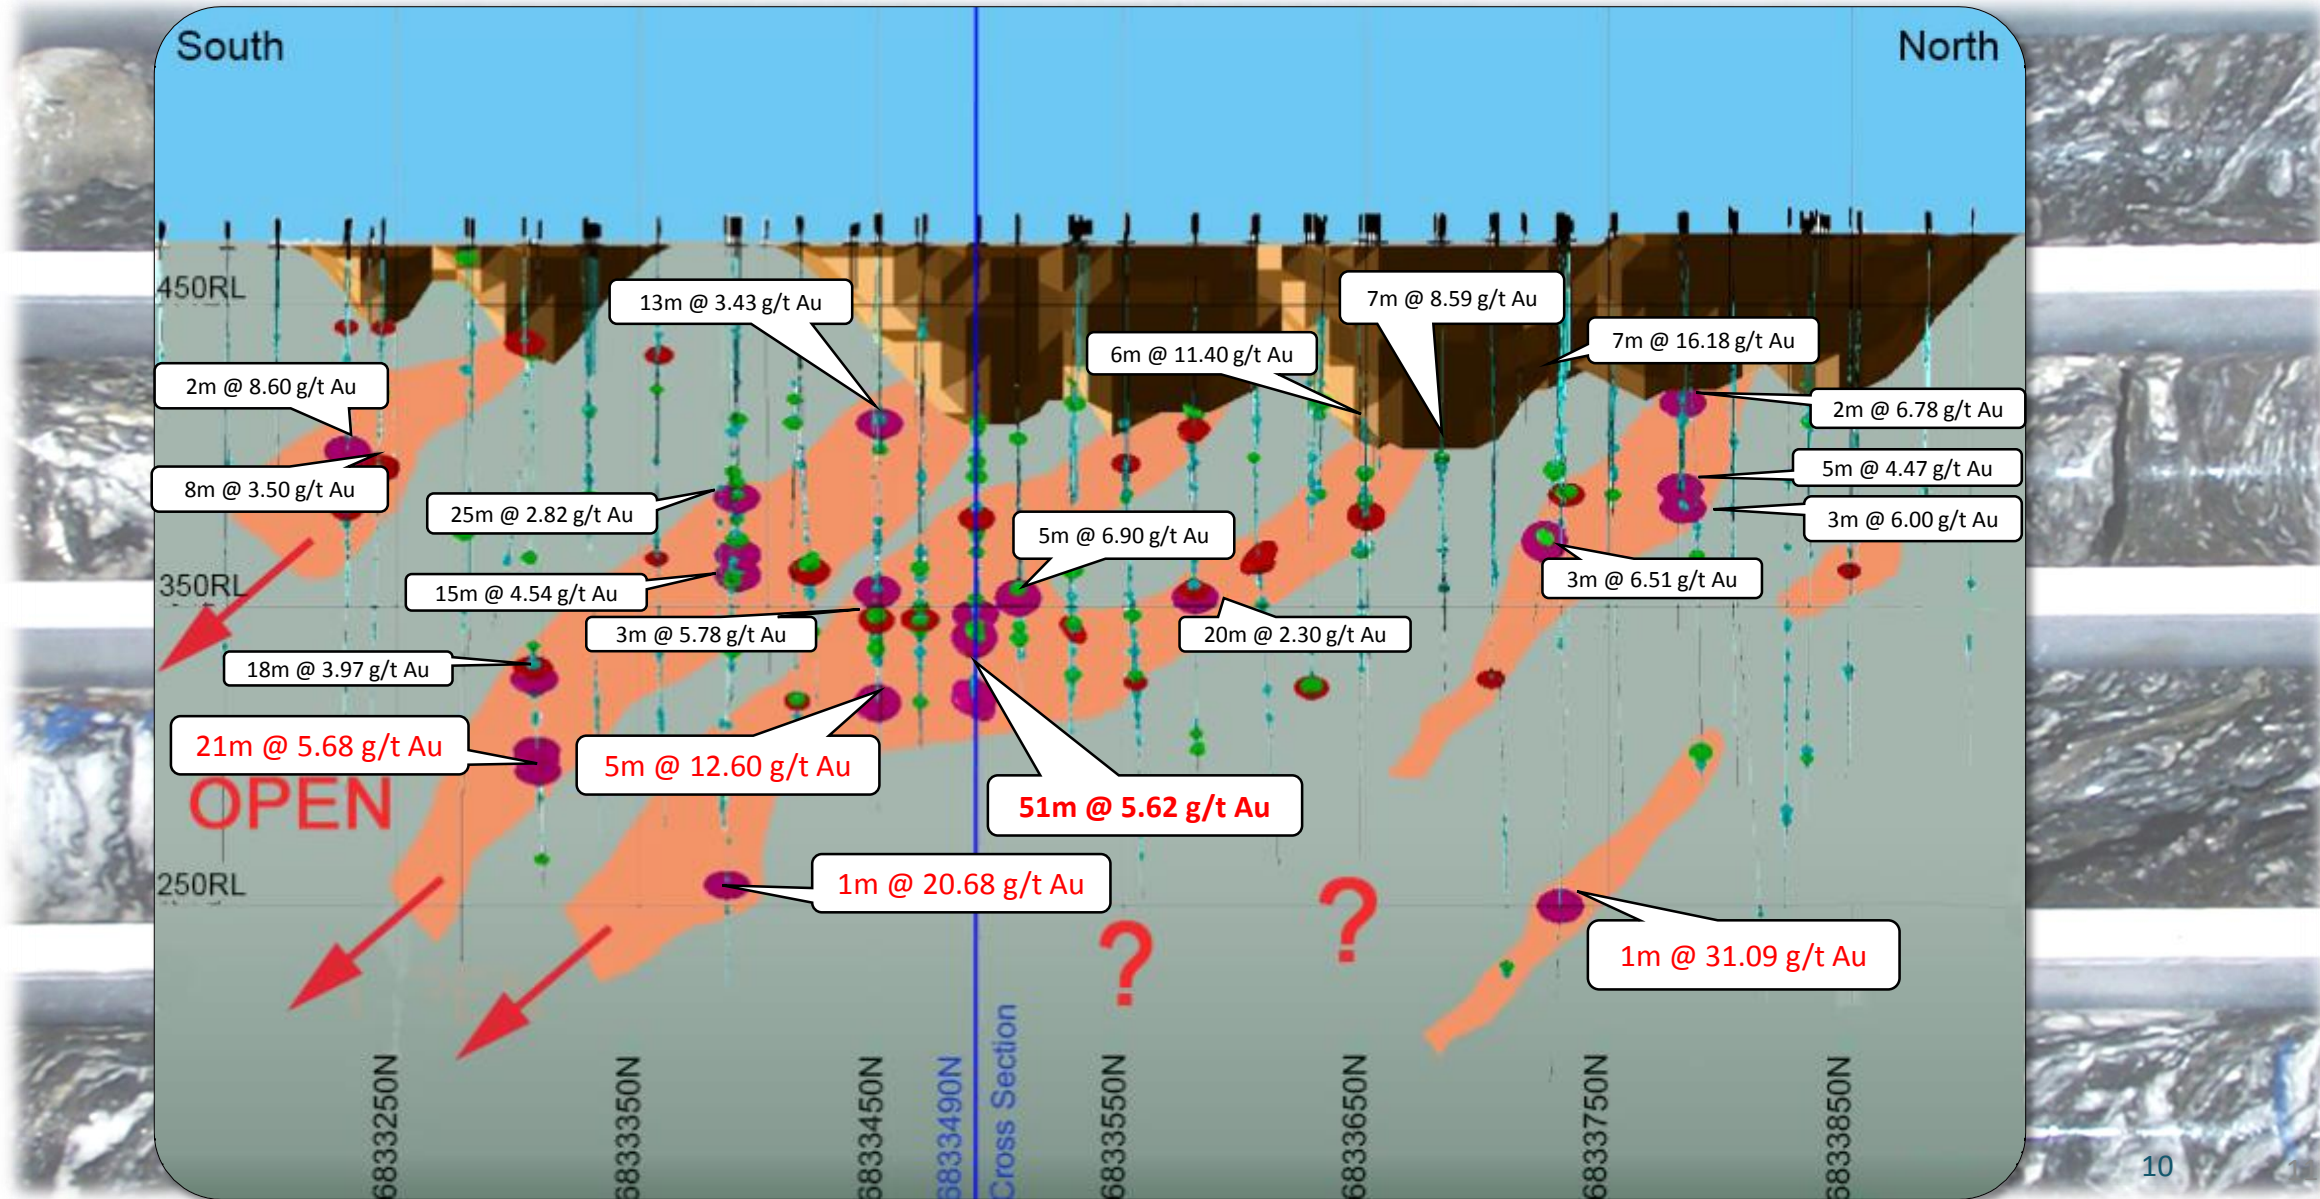 South
North
450RL
13m @ 3.43 g/t Au
7m @ 8.59 g/t Au
6m @ 11.40 g/t Au
7m @ 16.18 g/t Au
2m @ 8.60 g/t Au
2m @ 6.78 g/t Au
8m @ 3.50 g/t Au
5m @ 4.47 g/t Au
25m @ 2.82 g/t Au
3m @ 6.00 g/t Au
5m @ 6.90 g/t Au
350RL
15m @ 4.54 g/t Au
3m @ 6.51 g/t Au
3m @ 5.78 g/t Au
20m @ 2.30 g/t Au
18m @ 3.97 g/t Au
21m @ 5.68 g/t Au
5m @ 12.60 g/t Au
OPEN
51m @ 5.62 g/t Au
250RL
1m @ 20.68 g/t Au
?
?
1m @ 31.09 g/t Au
6833250N
6833350N
6833450N
6833490N
Cross Section
6833550N
6833650N
6833750N
6833850N
10